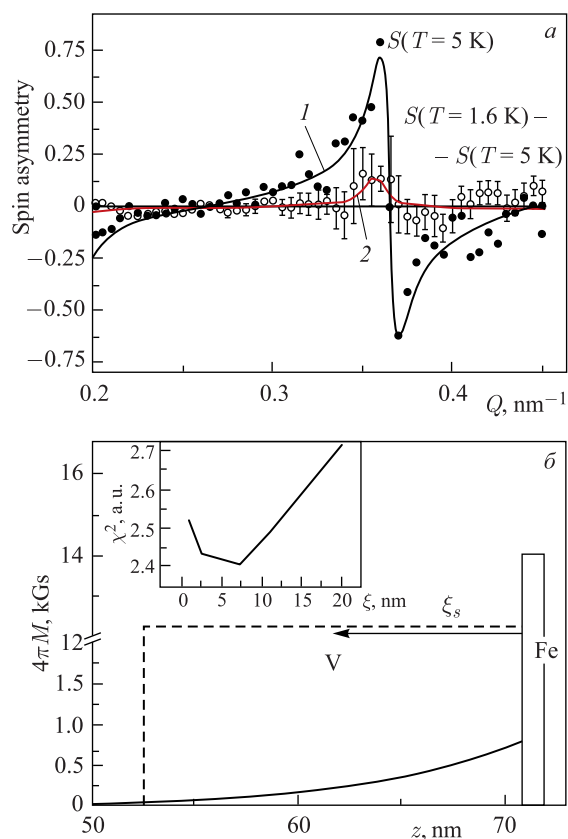 a
0.75
S(T = 5 K)
0.50
1
S(T = 1.6 K) –
0.25
– S(T = 5 K)
0
–0.25
2
–0.50
–0.75
Spin asymmetry
0.2
0.3
0.4
Q, nm⁻¹
б
2.7
16
2.6
2.5
2.4
χ², a.u.
14
0
5
10
15
20
ξ, nm
ξₛ
12
Fe
V
1.5
1.0
0.5
0
4πM, kGs
50
60
70
z, nm